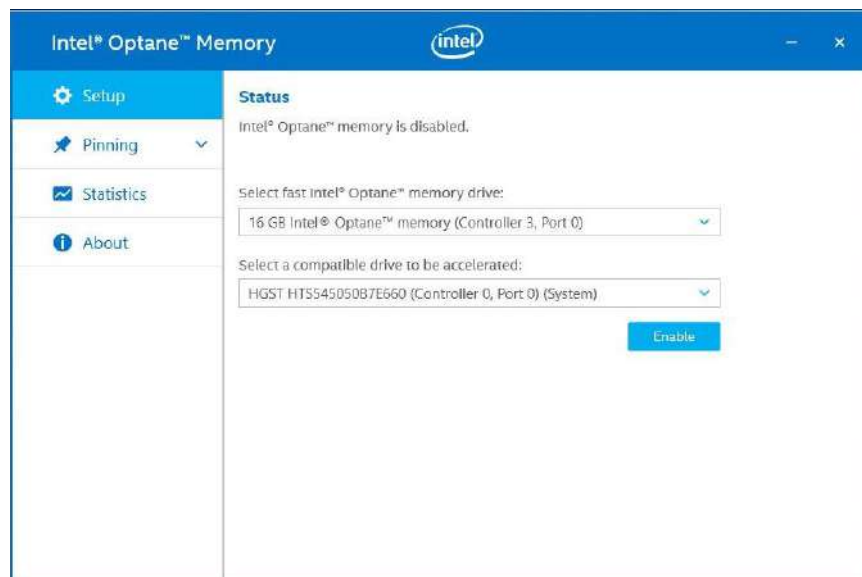 Intel® Optane™ Memory
intel
Setup
Pinning
Statistics
About
Status
Intel® Optane™ memory is disabled.
Select fast Intel® Optane™ memory drive:
16 GB Intel® Optane™ memory (Controller 3, Port 0)
Select a compatible drive to be accelerated:
HGST HTS545050B7E660 (Controller 0, Port 0) (System)
Enable